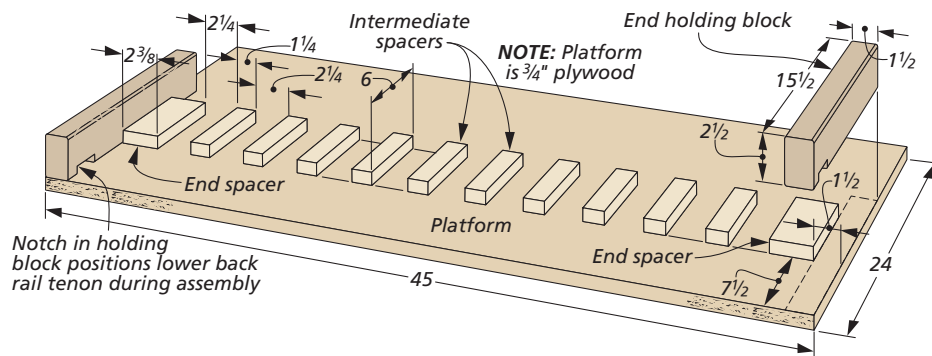 2¼
2⅜
1¼
2¼
Intermediate
spacers
6
NOTE: Platform
is ¾" plywood
End holding block
1½
15½
2½
1½
End spacer
Platform
End spacer
Notch in holding
block positions lower back
rail tenon during assembly
45
7½
24